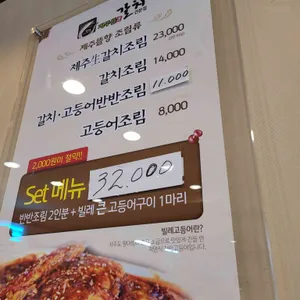 갈치
제주뜰향 조림류
제주生갈치조림 23,000
갈치조림 14,000
갈치·고등어반반조림 11.000
고등어조림 8,000
2,000원이 절약!!
Set 메뉴 32.000
반반조림 2인분 + 빌레 큰 고등어구이 1마리
빌레고등어란?